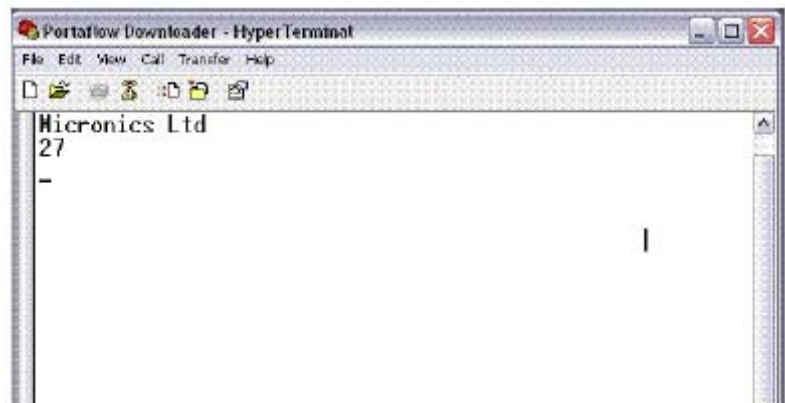 Portaflow Downloader - HyperTerminal
File Edit View Call Transfer Help
Micronics Ltd
27